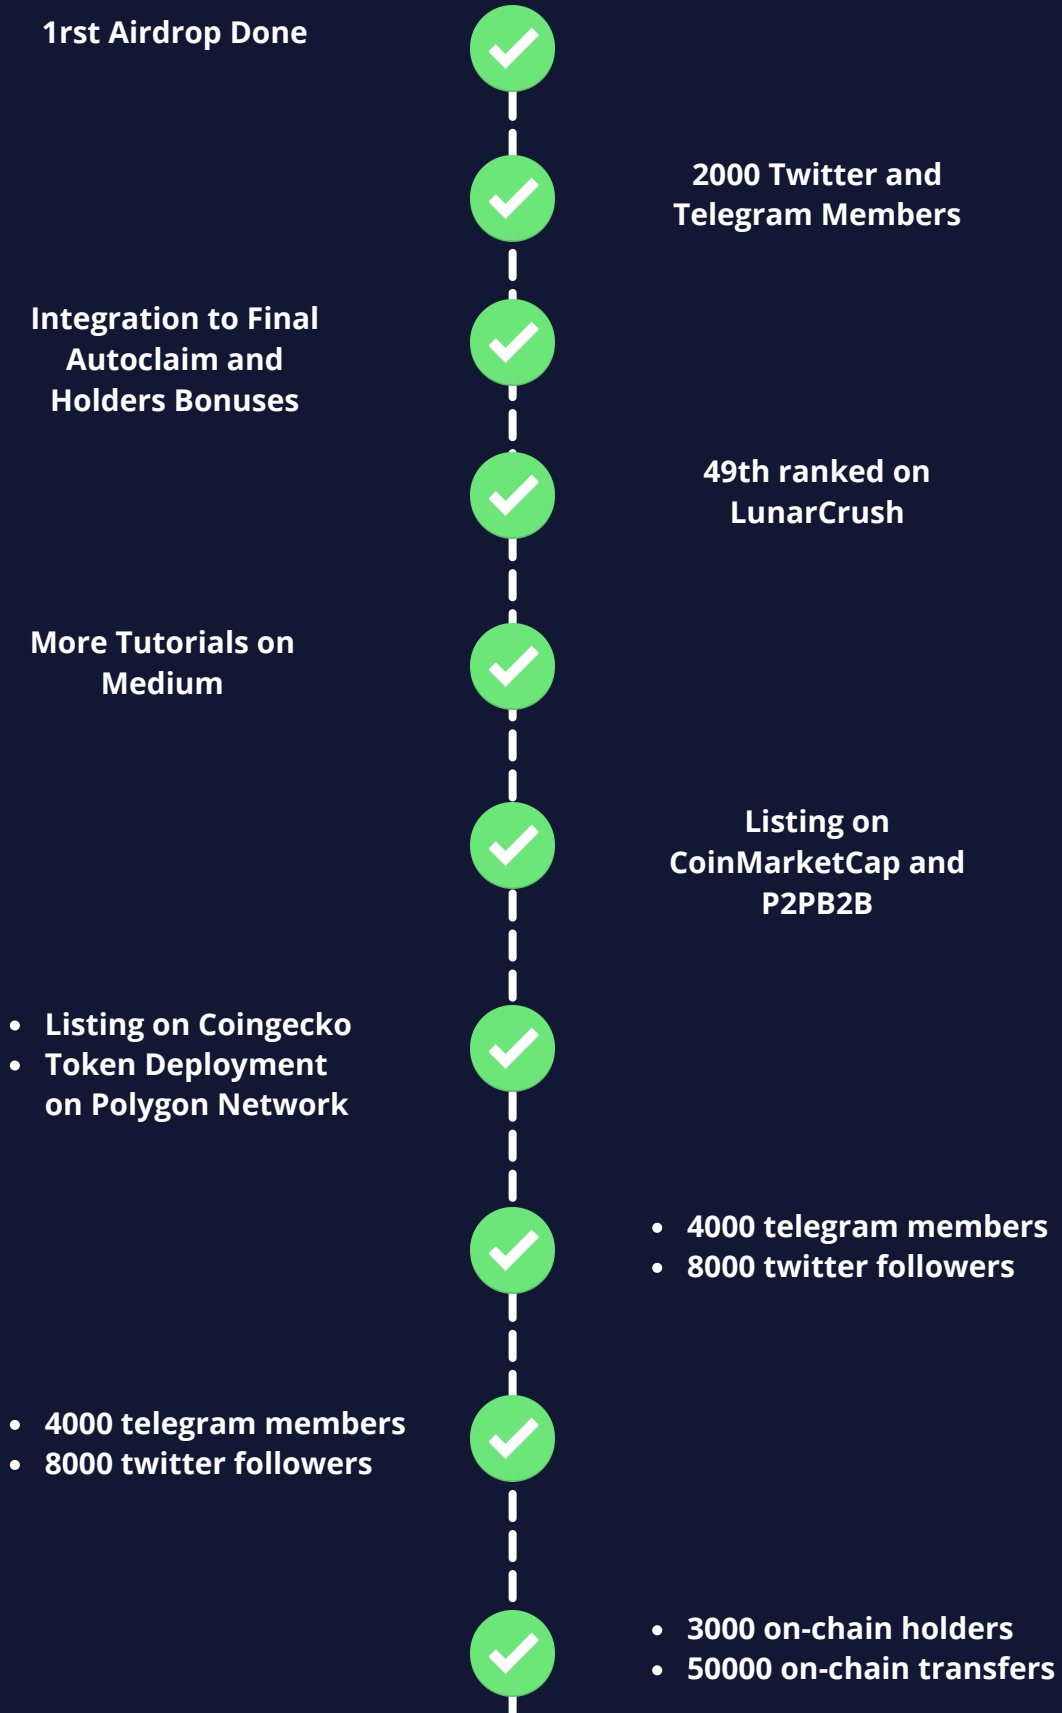 1rst Airdrop Done
2000 Twitter and
Telegram Members
Integration to Final
Autoclaim and
Holders Bonuses
49th ranked on
LunarCrush
More Tutorials on
Medium
Listing on
CoinMarketCap and
P2PB2B
• Listing on Coingecko
• Token Deployment
on Polygon Network
• 4000 telegram members
• 8000 twitter followers
• 4000 telegram members
• 8000 twitter followers
• 3000 on-chain holders
• 50000 on-chain transfers